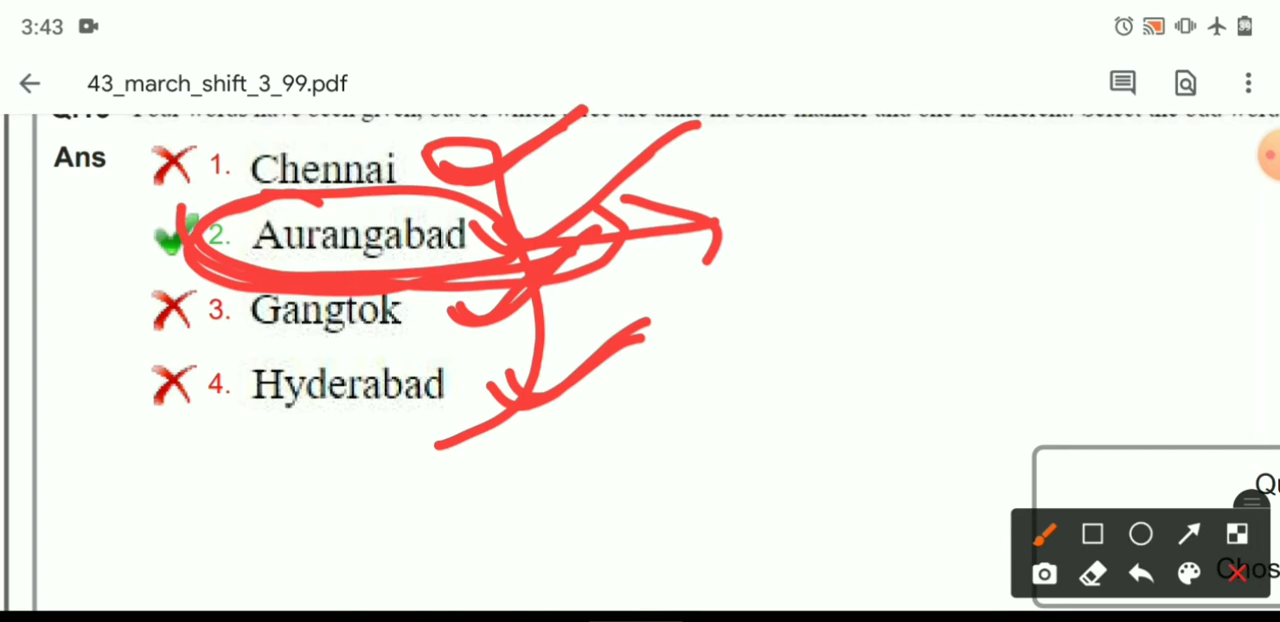 3:43
43_march_shift_3_99.pdf
Ans 1. Chennai
2. Aurangabad
3. Gangtok
4. Hyderabad